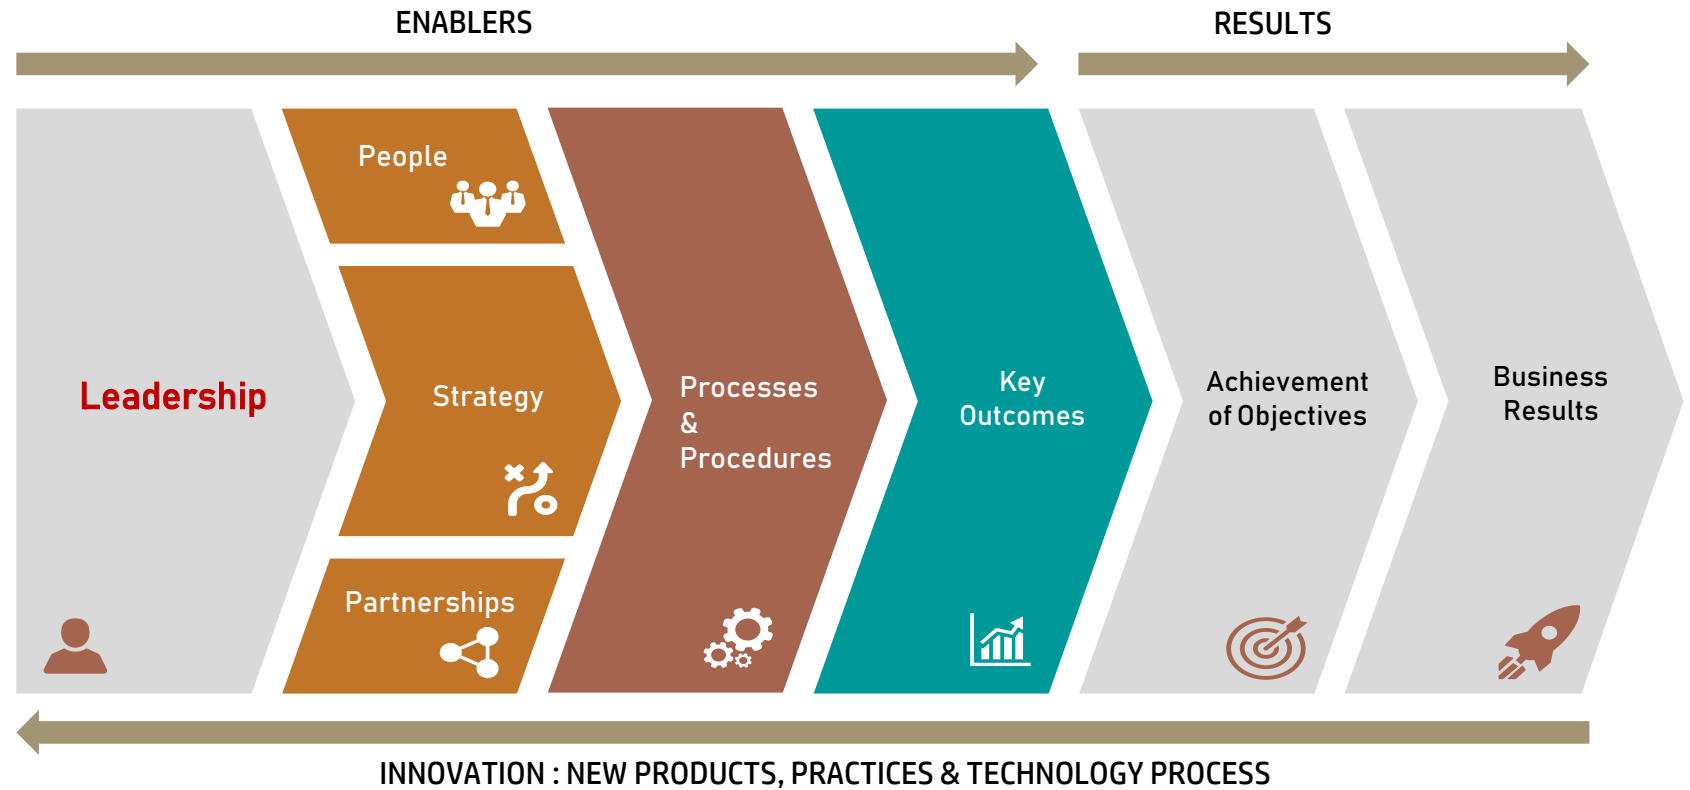 ENABLERS
RESULTS
Leadership
People
Strategy
Partnerships
Processes
&
Procedures
Key
Outcomes
Achievement
of Objectives
Business
Results
INNOVATION : NEW PRODUCTS, PRACTICES & TECHNOLOGY PROCESS